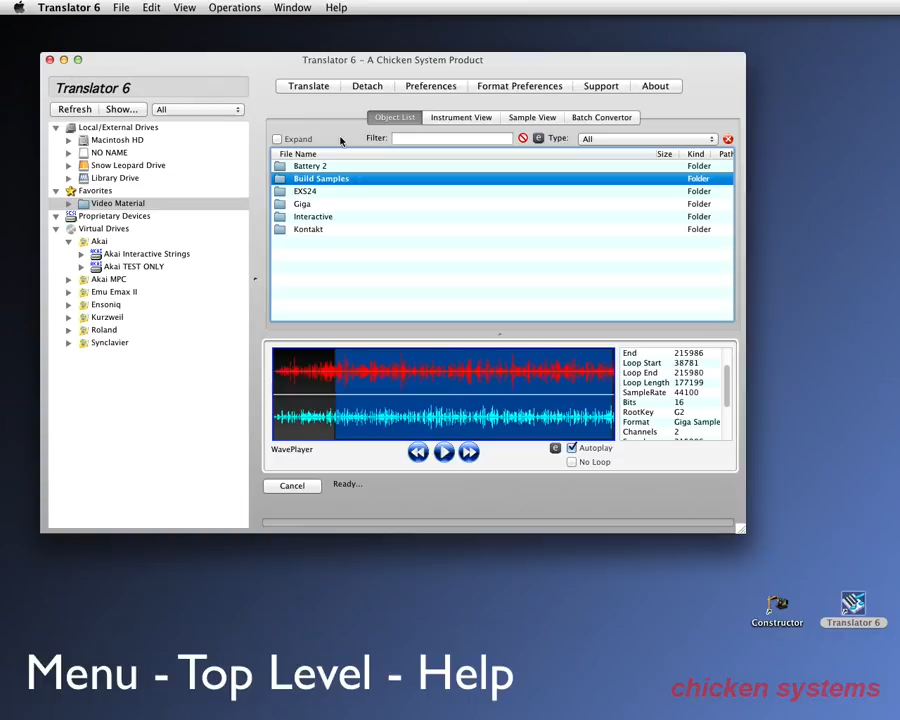 Translator 6 File Edit View Operations Window Help
Translator 6 - A Chicken System Product
Translator 6
Translate Detach Preferences Format Preferences Support About
Refresh Show... All
Object List Instrument View Sample View Batch Convertor
Expand Filter: e Type: All
File Name Size Kind Path
Local/External Drives
Macintosh HD
NO NAME
Snow Leopard Drive
Library Drive
Favorites
Video Material
Proprietary Devices
Virtual Drives
Akai
Akai Interactive Strings
Akai TEST ONLY
Akai MPC
Emu Emax II
Ensoniq
Kurzweil
Roland
Synclavier
Battery 2 Folder
Build Samples Folder
EXS24 Folder
Giga Folder
Interactive Folder
Kontakt Folder
End 215986
Loop Start 38781
Loop End 215980
Loop Length 177199
SampleRate 44100
Bits 16
RootKey G2
Format Giga Sample
Channels 2
WavePlayer
e Autoplay
No Loop
Cancel Ready...
Constructor Translator 6
Menu - Top Level - Help
chicken systems